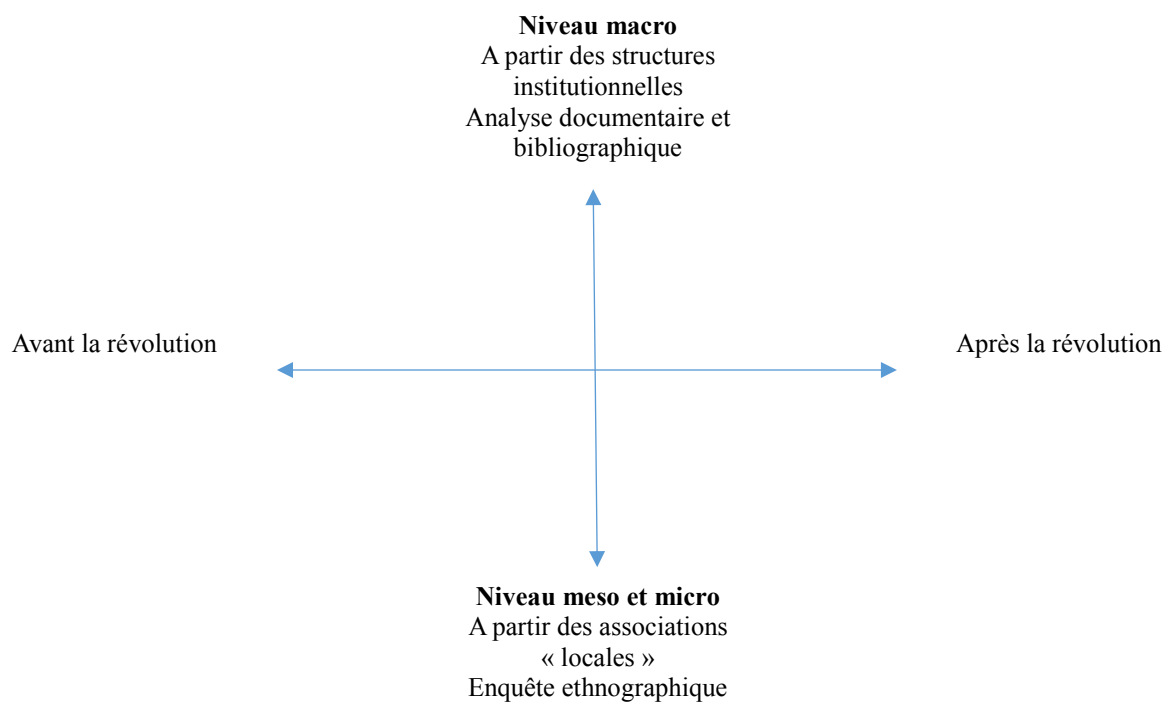 Niveau macro
A partir des structures
institutionnelles
Analyse documentaire et
bibliographique
Avant la révolution
Après la révolution
Niveau meso et micro
A partir des associations
« locales »
Enquête ethnographique